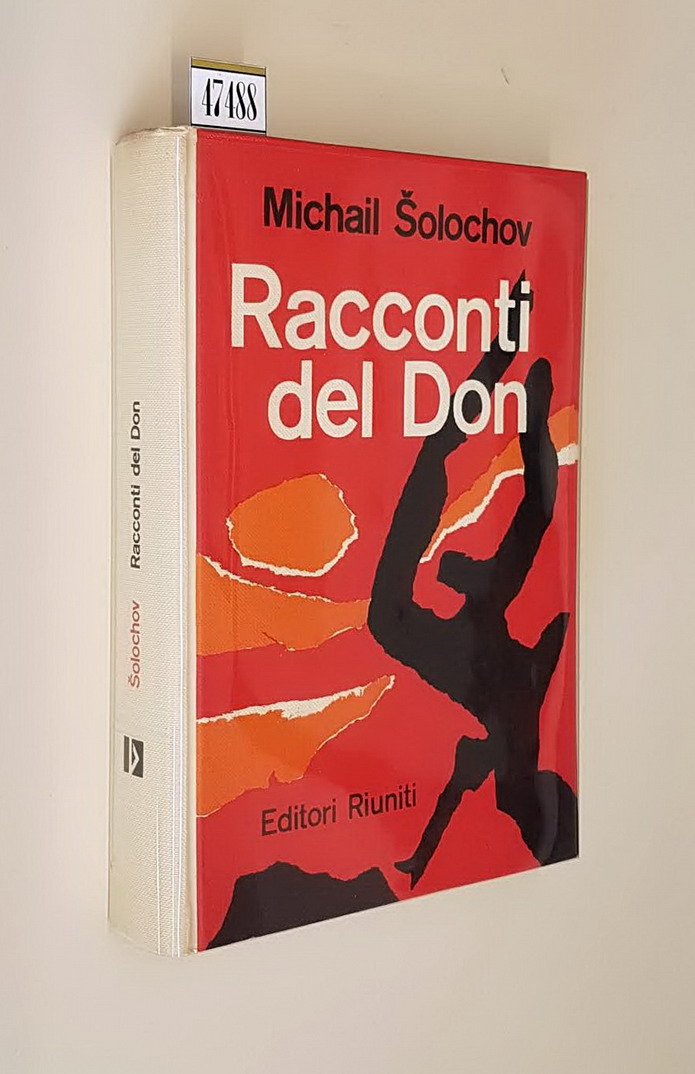 47488
Michail Šolochov
Racconti
del Don
Editori Riuniti
Šolochov Racconti del Don